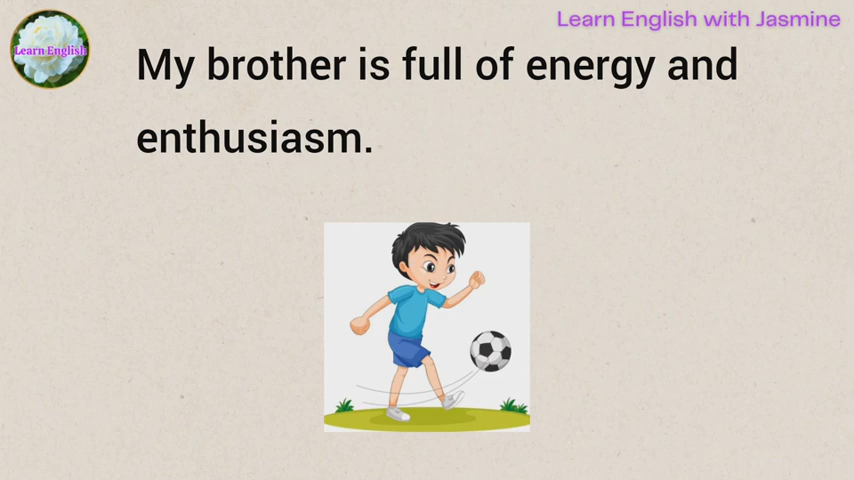 Learn English with Jasmine
Learn English
My brother is full of energy and
enthusiasm.